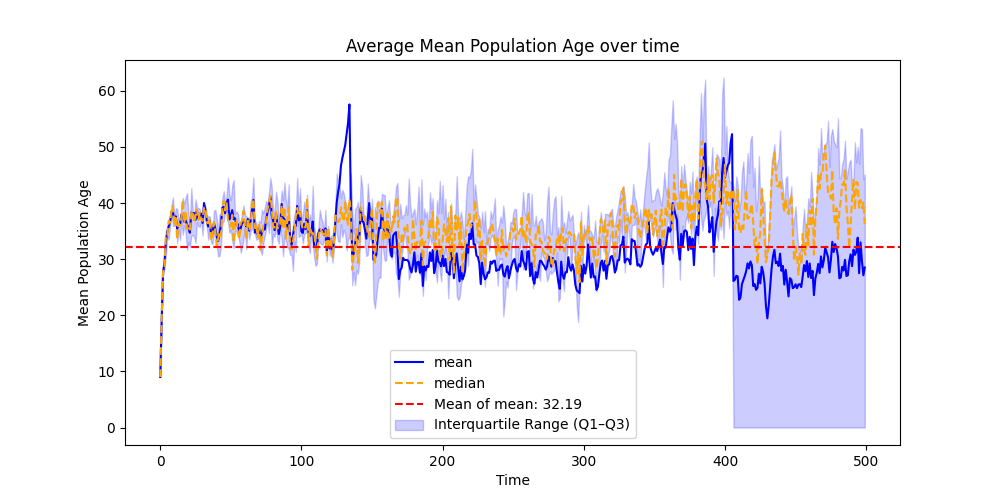 Average Mean Population Age over time
Mean Population Age
60
50
40
30
20
10
0
mean
median
Mean of mean: 32.19
Interquartile Range (Q1–Q3)
0 100 200 300 400 500
Time